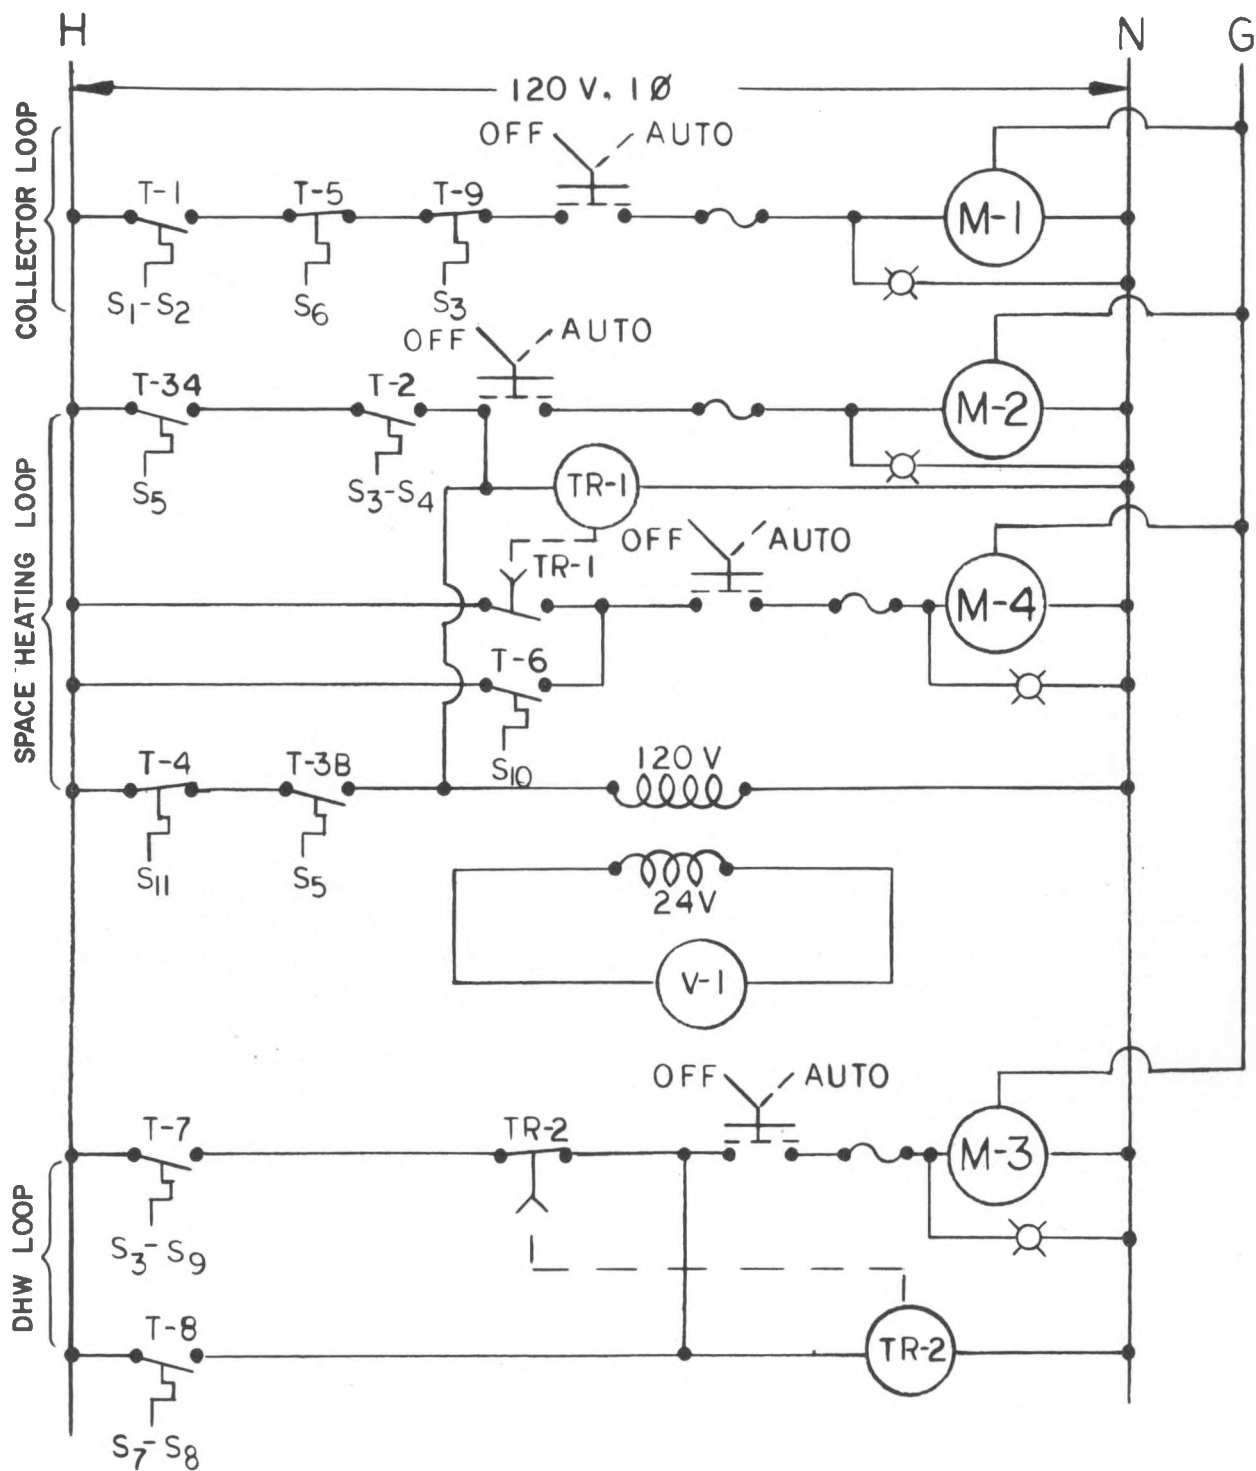 H
N
G
120 V. 1Ø
COLLECTOR LOOP
OFF
AUTO
T-1
T-5
T-9
M-1
S1-S2
S6
S3
OFF
AUTO
SPACE HEATING LOOP
T-34
T-2
M-2
S5
S3-S4
TR-1
OFF
AUTO
TR-1
M-4
T-6
S10
T-4
T-3B
120 V
S11
S5
24V
V-1
OFF
AUTO
DHW LOOP
T-7
TR-2
M-3
S3-S9
T-8
TR-2
S7-S8